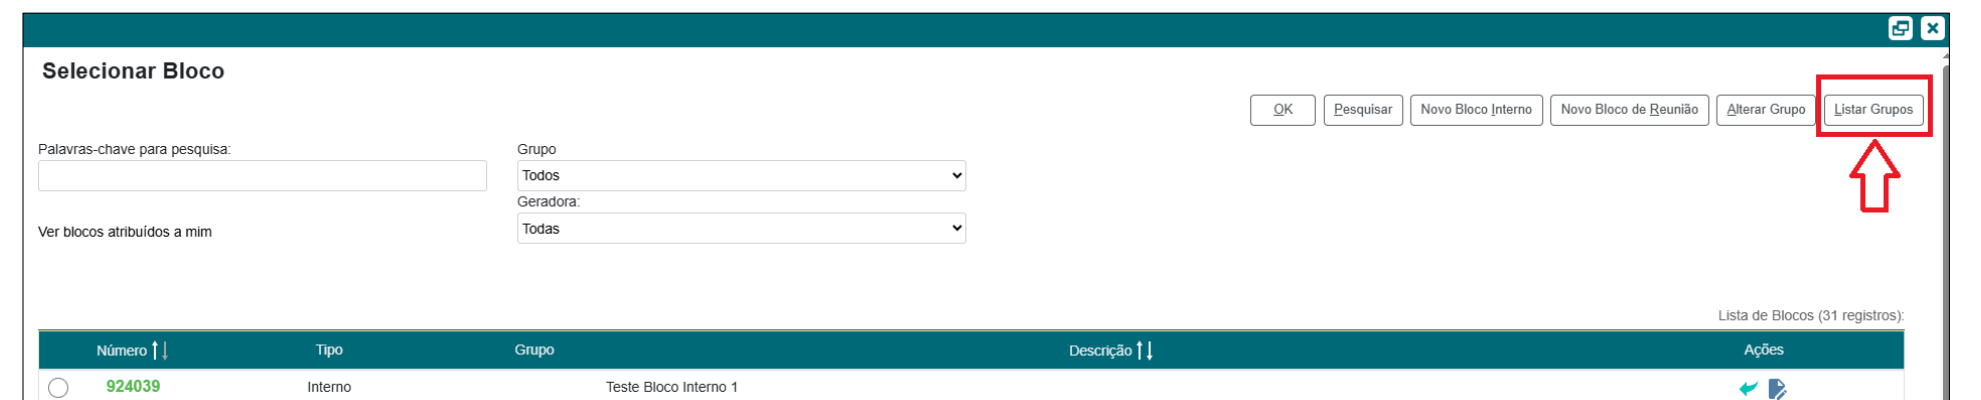 Selecionar Bloco
OK Pesquisar Novo Bloco Interno Novo Bloco de Reunião Alterar Grupo Listar Grupos
Palavras-chave para pesquisa:
Grupo
Todos
Geradora:
Todas
Ver blocos atribuídos a mim
Lista de Blocos (31 registros):
Número Tipo Grupo Descrição Ações
924039 Interno Teste Bloco Interno 1